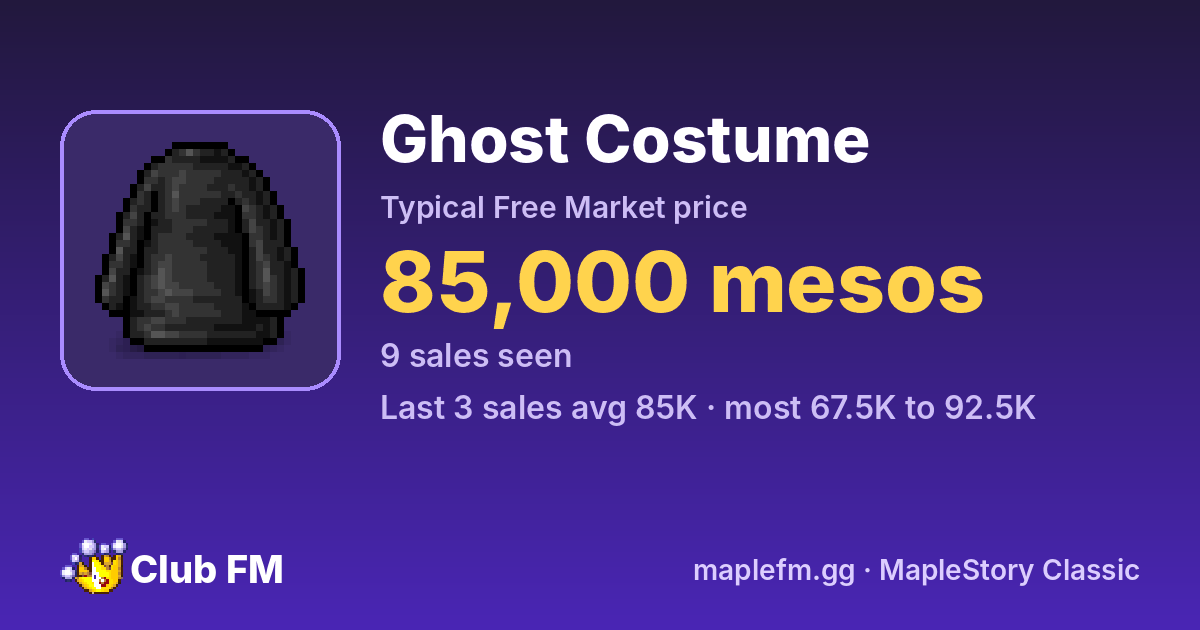 Ghost Costume
Typical Free Market price
85,000 mesos
9 sales seen
Last 3 sales avg 85K · most 67.5K to 92.5K
Club FM
maplefm.gg · MapleStory Classic